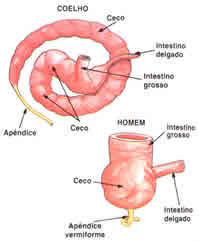 COELHO
Ceco
Intestino
delgado
Intestino
grosso
Apêndice
Ceco
HOMEM
Intestino
grosso
Ceco
Intestino
delgado
Apêndice
vermiforme